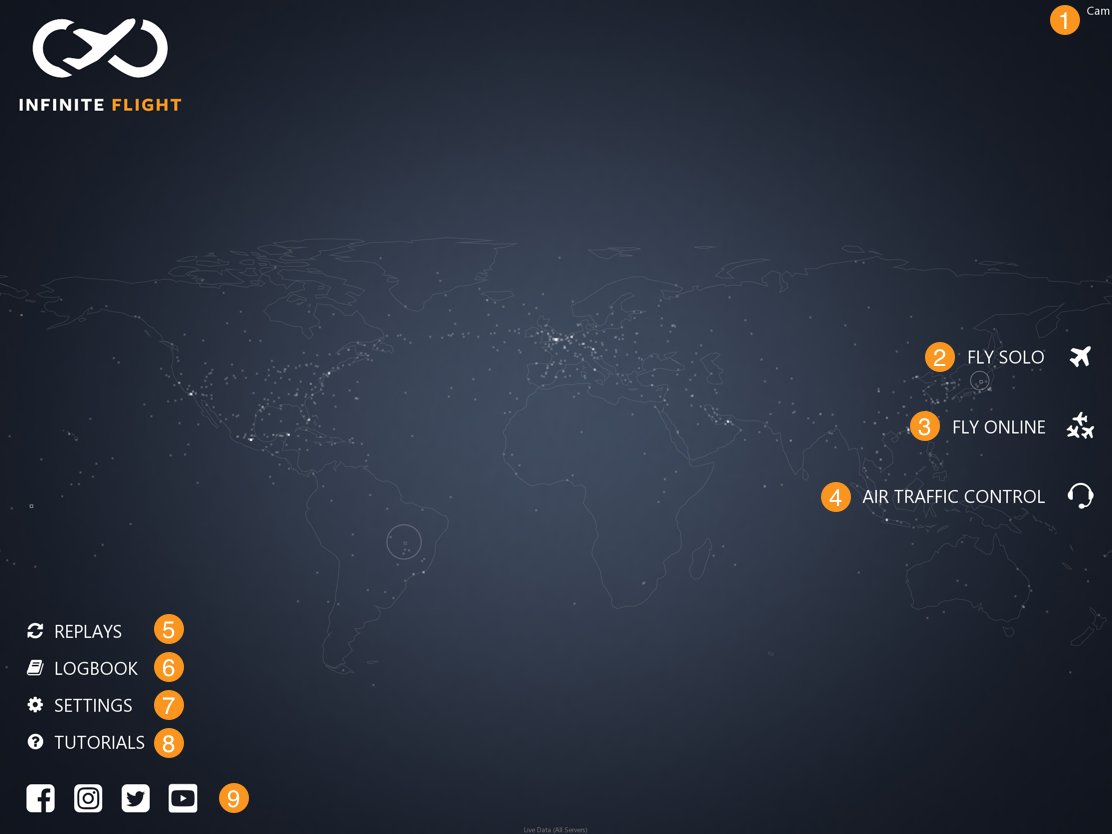 1 Cam
INFINITE FLIGHT
2 FLY SOLO
3 FLY ONLINE
4 AIR TRAFFIC CONTROL
REPLAYS 5
LOGBOOK 6
SETTINGS 7
TUTORIALS 8
9
Live Data (All Servers)